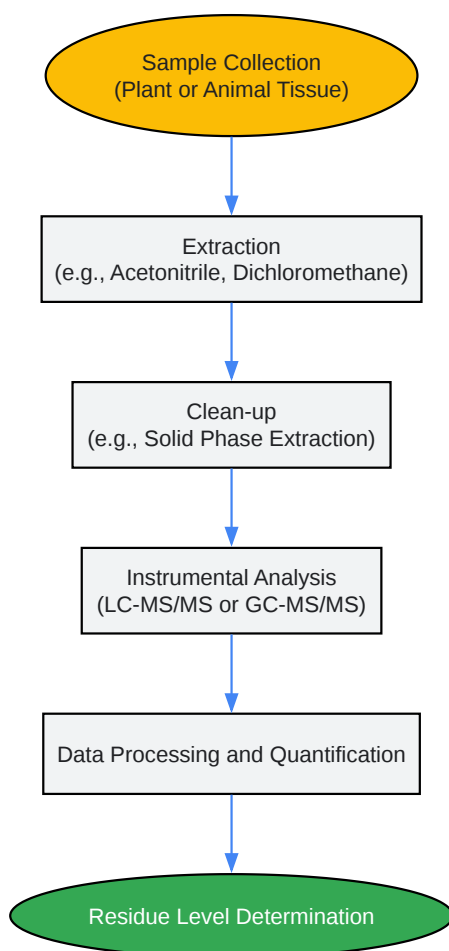 Sample Collection
(Plant or Animal Tissue)
Extraction
(e.g., Acetonitrile, Dichloromethane)
Clean-up
(e.g., Solid Phase Extraction)
Instrumental Analysis
(LC-MS/MS or GC-MS/MS)
Data Processing and Quantification
Residue Level Determination